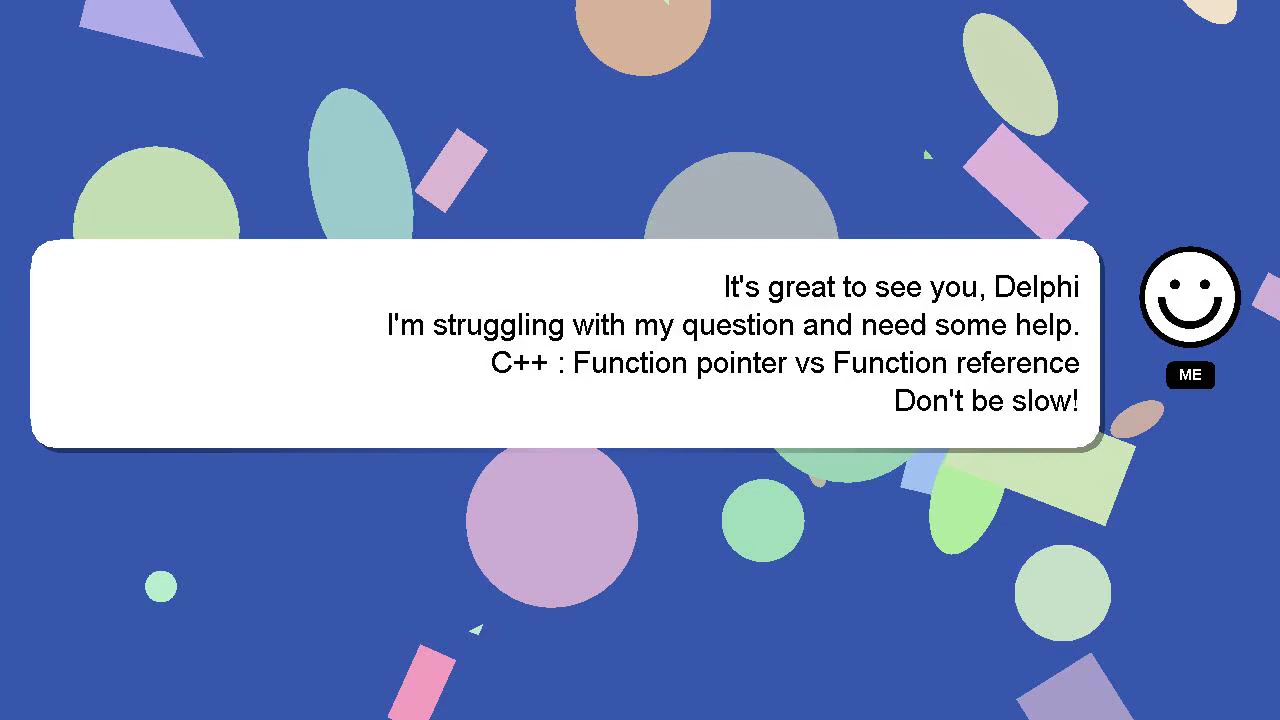 It's great to see you, Delphi
I'm struggling with my question and need some help.
C++ : Function pointer vs Function reference
Don't be slow!
ME